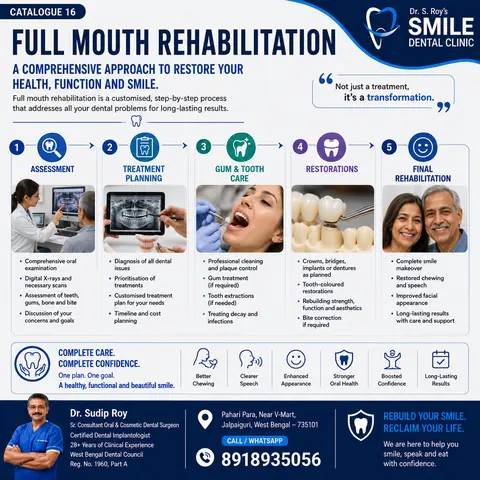 CATALOGUE 16
Dr. S. Roy's
SMILE
DENTAL CLINIC
FULL MOUTH REHABILITATION
A COMPREHENSIVE APPROACH TO RESTORE YOUR
HEALTH, FUNCTION AND SMILE.
Full mouth rehabilitation is a customised, step-by-step process
that addresses all your dental problems for long-lasting results.
“Not just a treatment,
it's a transformation.”
1
ASSESSMENT
• Comprehensive oral
examination
• Digital X-rays and
necessary scans
• Assessment of teeth,
gums, bone and bite
• Discussion of your
concerns and goals
2
TREATMENT
PLANNING
• Diagnosis of all dental
issues
• Prioritisation of
treatments
• Customised treatment
plan for your needs
• Timeline and cost
planning
3
GUM & TOOTH
CARE
• Professional cleaning
and plaque control
• Gum treatment
(if required)
• Tooth extractions
(if needed)
• Treating decay and
infections
4
RESTORATIONS
• Crowns, bridges,
implants or dentures
as planned
• Tooth-coloured
restorations
• Rebuilding strength,
function and aesthetics
• Bite correction
if required
5
FINAL
REHABILITATION
• Complete smile
makeover
• Restored chewing
and speech
• Improved facial
appearance
• Long-lasting results
with care and support
COMPLETE CARE.
COMPLETE CONFIDENCE.
One plan. One goal.
A healthy, functional and beautiful smile.
Better
Chewing
Clearer
Speech
Enhanced
Appearance
Stronger
Oral Health
Boosted
Confidence
Long-Lasting
Results
Dr. Sudip Roy
Sr. Consultant Oral & Cosmetic Dental Surgeon
Certified Dental Implantologist
28+ Years of Clinical Experience
West Bengal Dental Council
Reg. No. 1960, Part A
Pahari Para, Near V-Mart,
Jalpaiguri, West Bengal – 735101
CALL / WHATSAPP
8918935056
REBUILD YOUR SMILE.
RECLAIM YOUR LIFE.
We are here to help you
smile, speak and eat
with confidence.